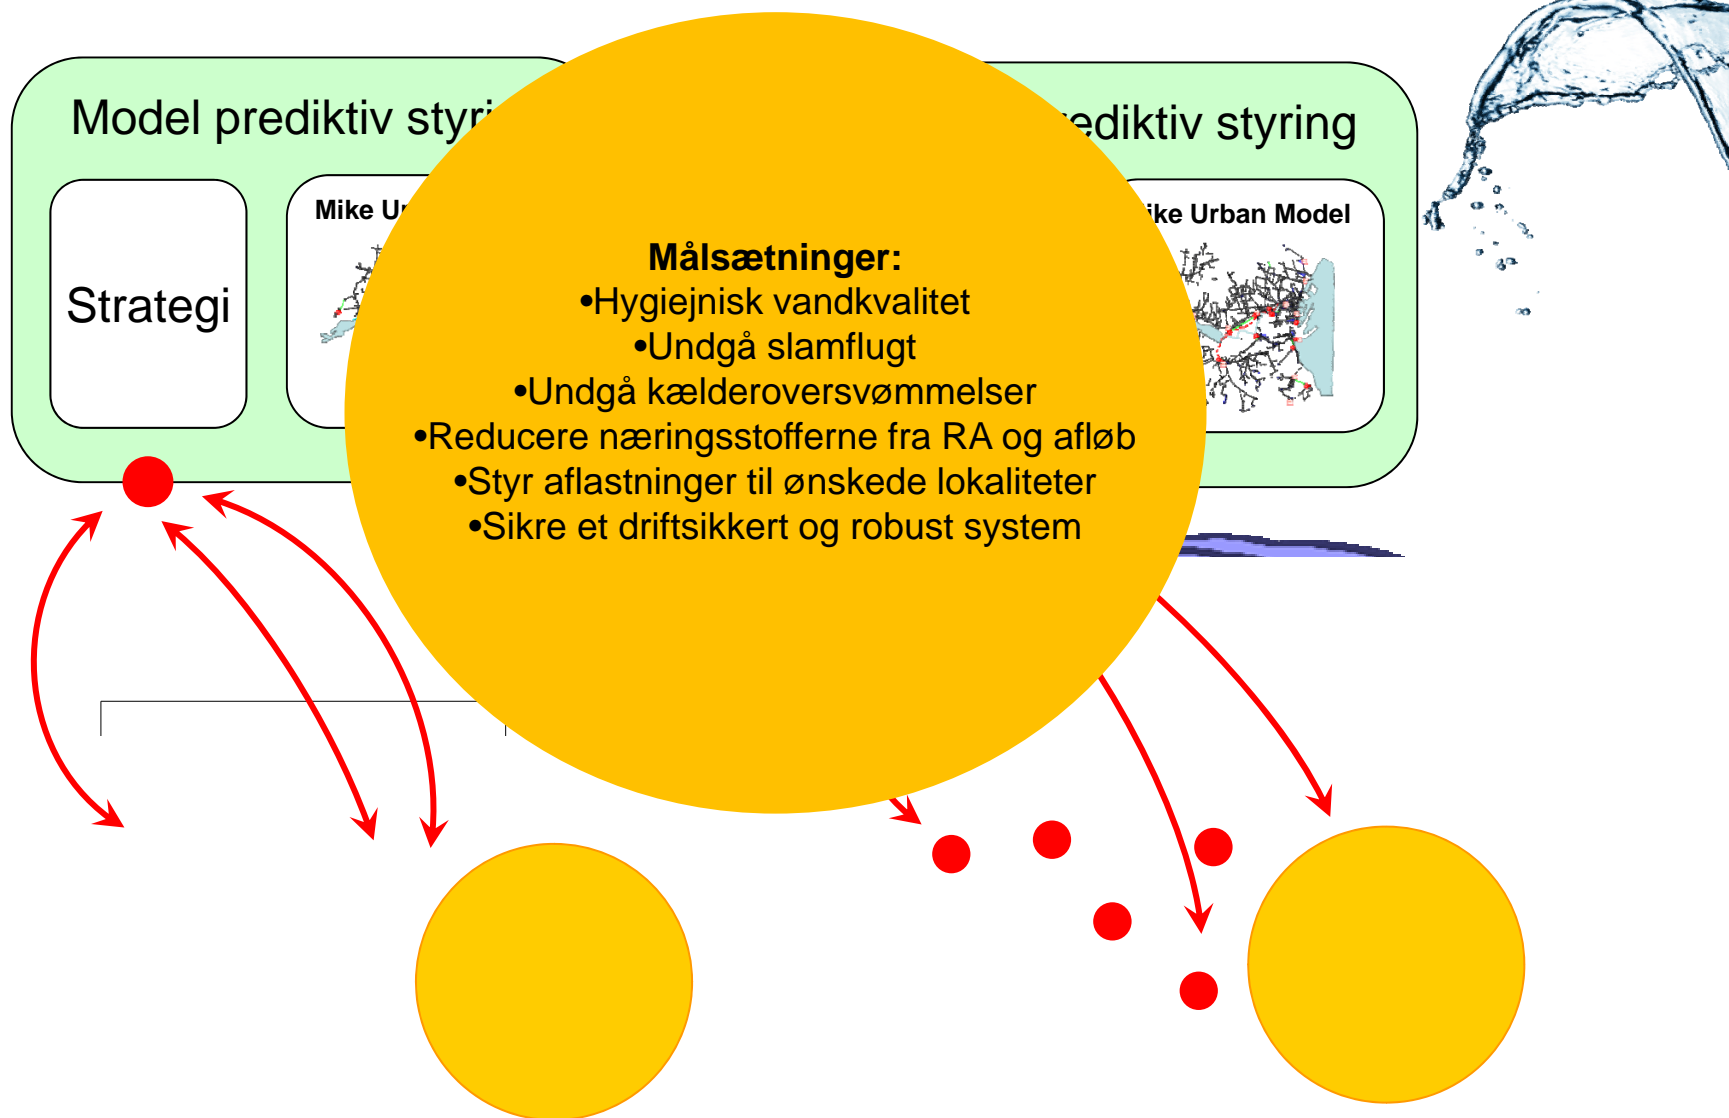 Model prediktiv styri
ediktiv styring
Mike Ur
ike Urban Model
Strategi
Målsætninger:
•Hygiejnisk vandkvalitet
•Undgå slamflugt
•Undgå kælderoversvømmelser
•Reducere næringsstofferne fra RA og afløb
•Styr aflastninger til ønskede lokaliteter
•Sikre et driftsikkert og robust system